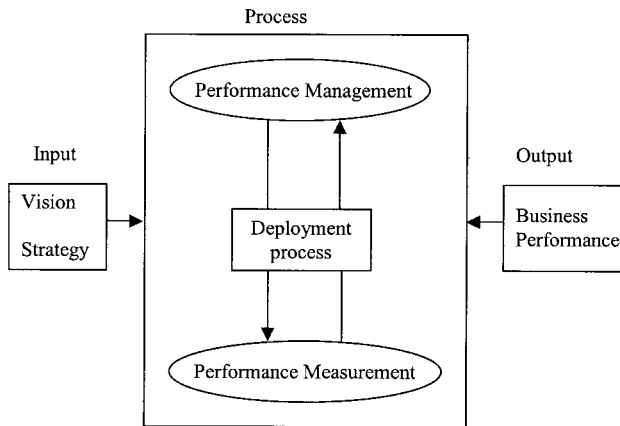 Process
Performance Management
Input
Output
Vision
Strategy
Deployment
process
Business
Performance
Performance Measurement